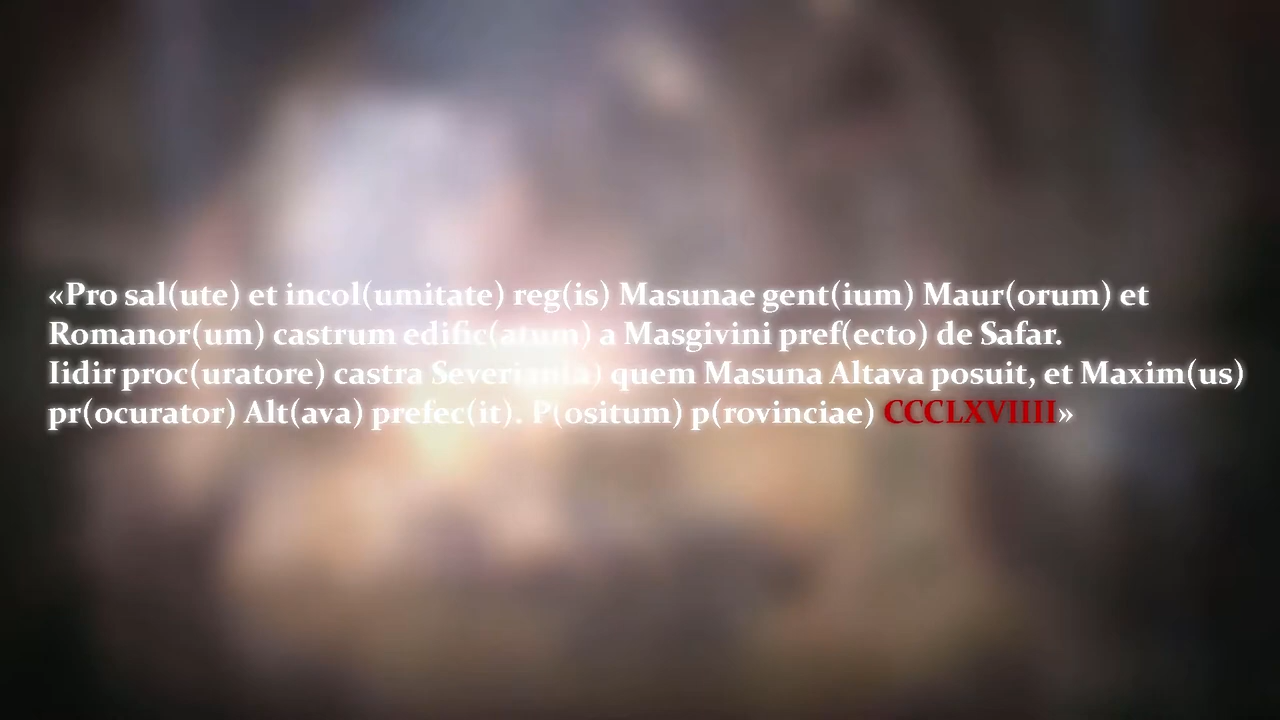 «Pro sal(ute) et incol(umitate) reg(is) Masunae gent(ium) Maur(orum) et
Romanor(um) castrum edific(atum) a Masgivini pref(ecto) de Safar.
Iidir proc(uratore) castra Severian(a) quem Masuna Altava posuit, et Maxim(us)
pr(ocurator) Alt(ava) prefec(it). P(ositum) p(rovinciae) CCCLXVIIII»